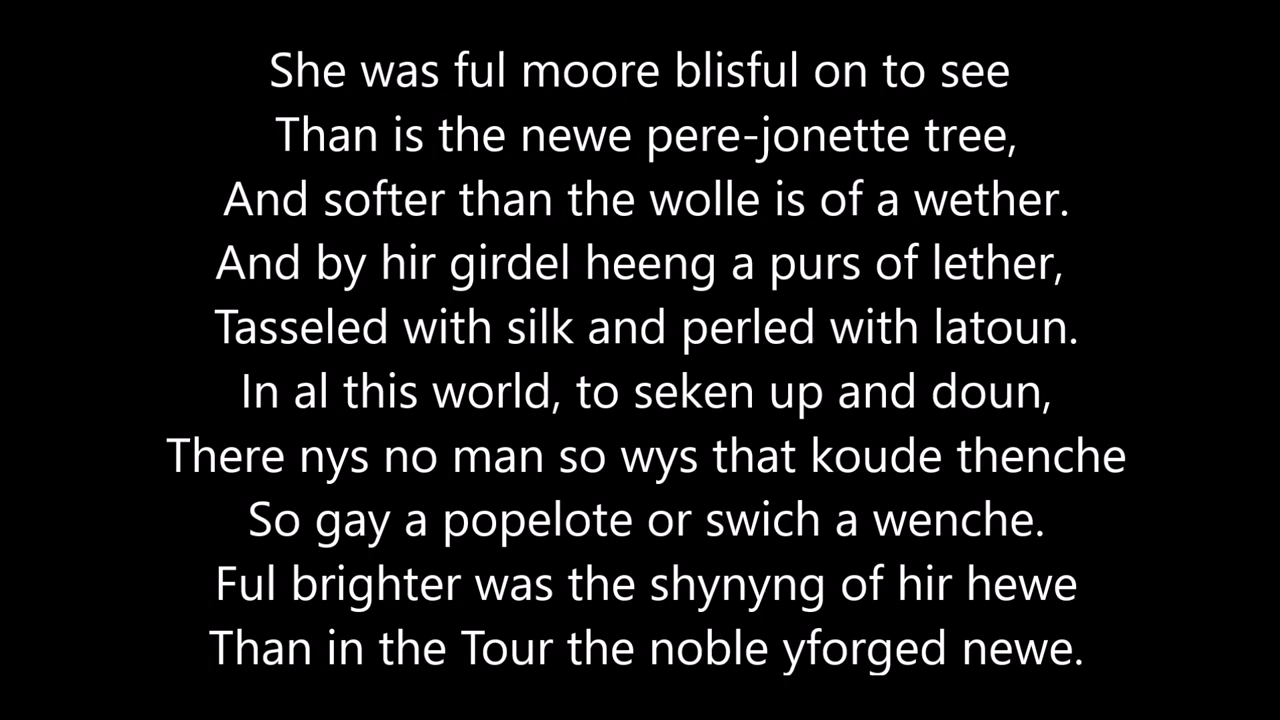 She was ful moore blisful on to see
Than is the newe pere-jonette tree,
And softer than the wolle is of a wether.
And by hir girdel heeng a purs of lether,
Tasseled with silk and perled with latoun.
In al this world, to seken up and doun,
There nys no man so wys that koude thenche
So gay a popelote or swich a wenche.
Ful brighter was the shynyng of hir hewe
Than in the Tour the noble yforged newe.